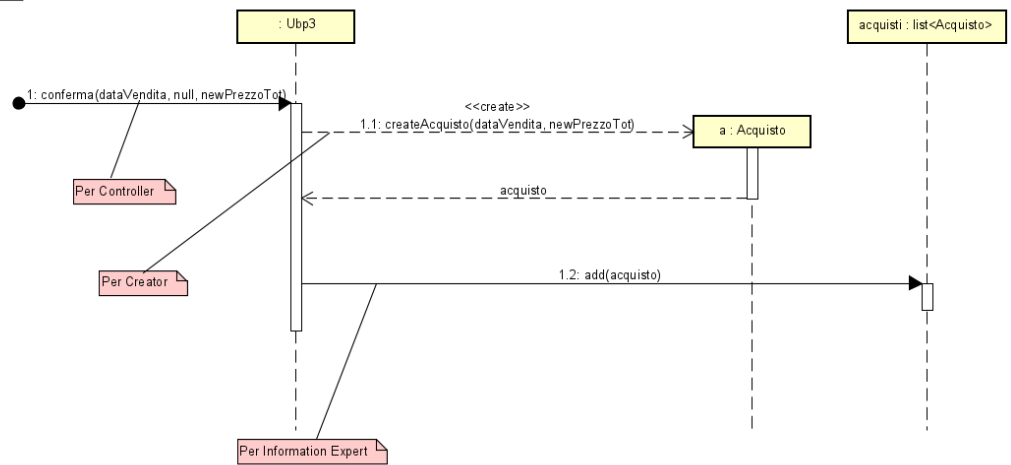 : Ubp3
acquisti : list<Acquisto>
1: conferma(dataVendita, null, newPrezzoTot)
<<create>>
1.1: createAcquisto(dataVendita, newPrezzoTot)
a : Acquisto
Per Controller
acquisto
Per Creator
1.2: add(acquisto)
Per Information Expert